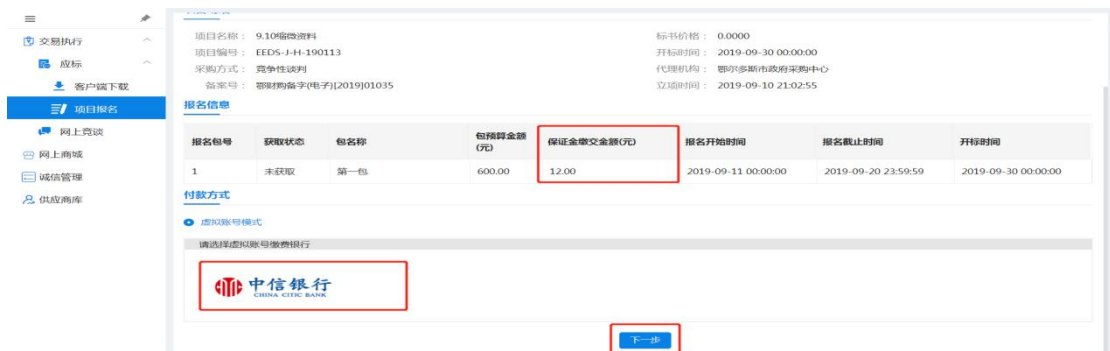 交易执行
应标
客户端下载
项目报名
网上竞谈
网上商城
诚信管理
供应商库
项目名称： 9.10缩微资料 标书价格： 0.0000
项目编号： EEDS-J-H-190113 开标时间： 2019-09-30 00:00:00
采购方式： 竞争性谈判 代理机构： 鄂尔多斯市政府采购中心
备案号： 鄂财购备字(电子)[2019]01035 立项时间： 2019-09-10 21:02:55
报名信息
报名包号 获取状态 包名称 包预算金额(元) 保证金缴交金额(元) 报名开始时间 报名截止时间 开标时间
1 未获取 第一包 600.00 12.00 2019-09-11 00:00:00 2019-09-20 23:59:59 2019-09-30 00:00:00
付款方式
虚拟账号模式
请选择虚拟账号缴费银行
中信银行
CHINA CITIC BANK
下一步